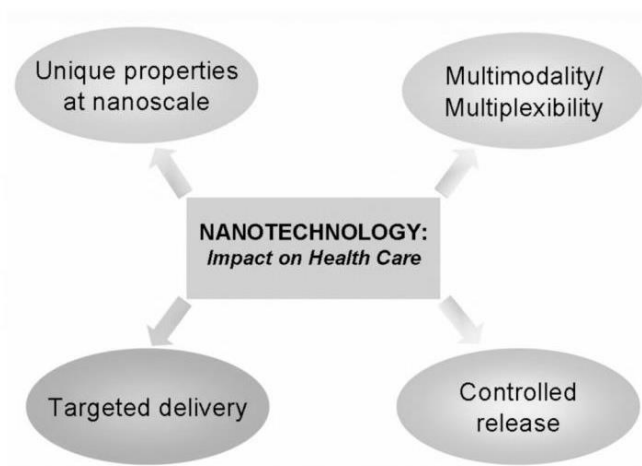 Unique properties
at nanoscale
Multimodality/
Multiplexibility
NANOTECHNOLOGY:
Impact on Health Care
Targeted delivery
Controlled
release